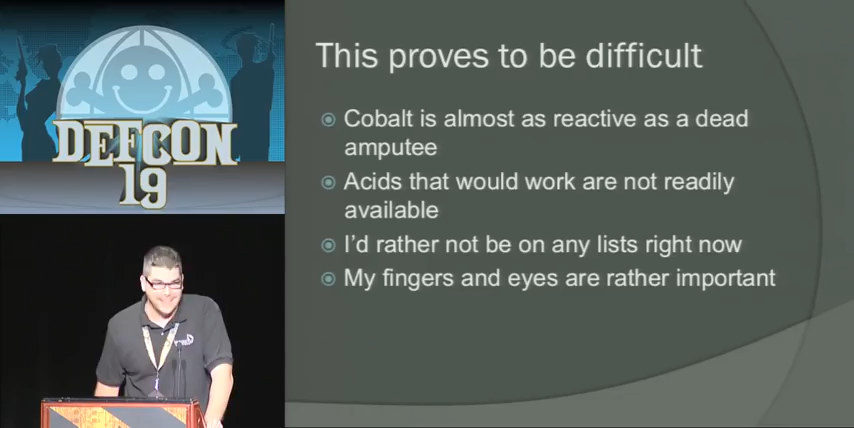 DEFCON
19
This proves to be difficult
Cobalt is almost as reactive as a dead
amputee
Acids that would work are not readily
available
I'd rather not be on any lists right now
My fingers and eyes are rather important